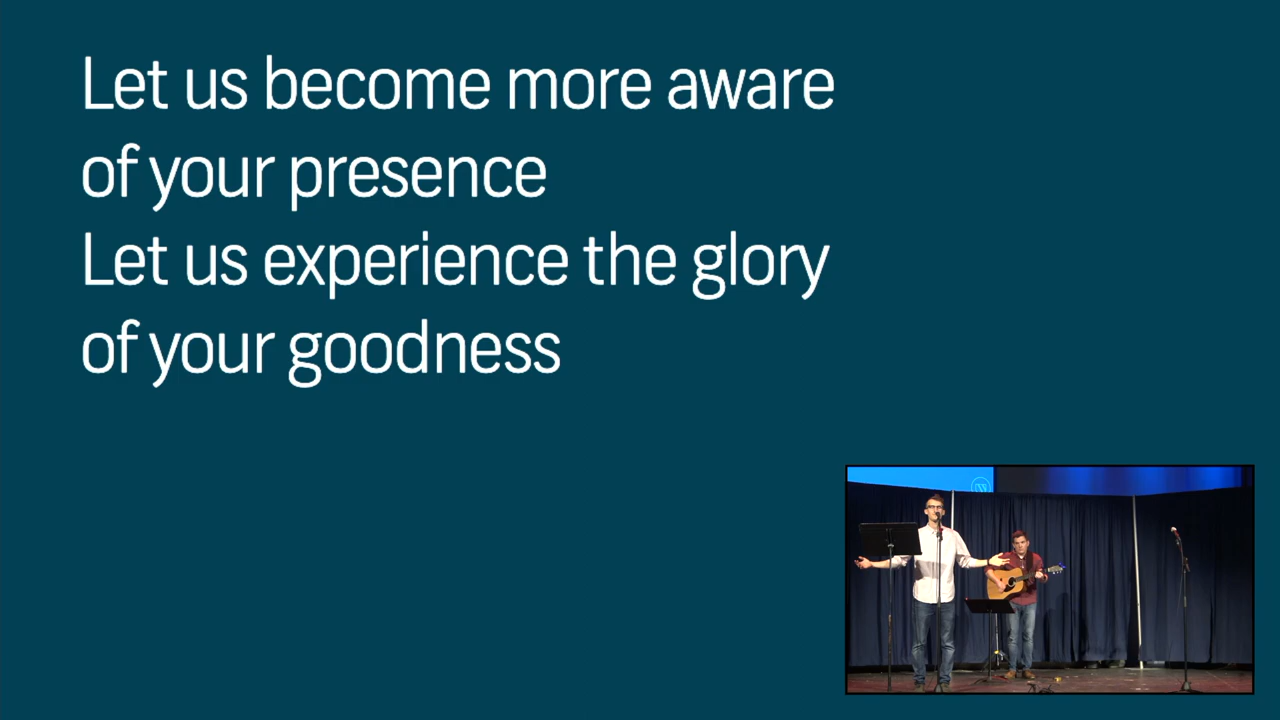 Let us become more aware
of your presence
Let us experience the glory
of your goodness